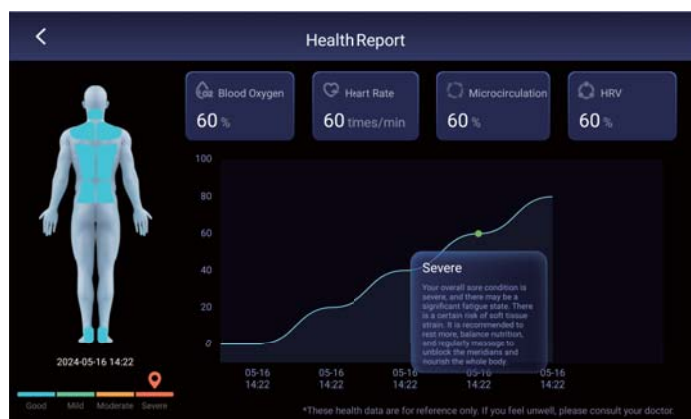 Health Report
Blood Oxygen
60 %
Heart Rate
60 times/min
Microcirculation
60 %
HRV
60 %
100
80
60
40
20
0
Severe
Your overall sore condition is
severe, and there may be a
significant fatigue state. There
is a certain risk of soft tissue
strain. It is recommended to
rest more, balance nutrition,
and regularly message to
unblock the meridians and
nourish the whole body.
05-16 05-16 05-16 05-16 05-16
14:22 14:22 14:22 14:22 14:22
2024-05-16 14:22
Good Mild Moderate Severe
*These health data are for reference only. If you feel unwell, please consult your doctor.